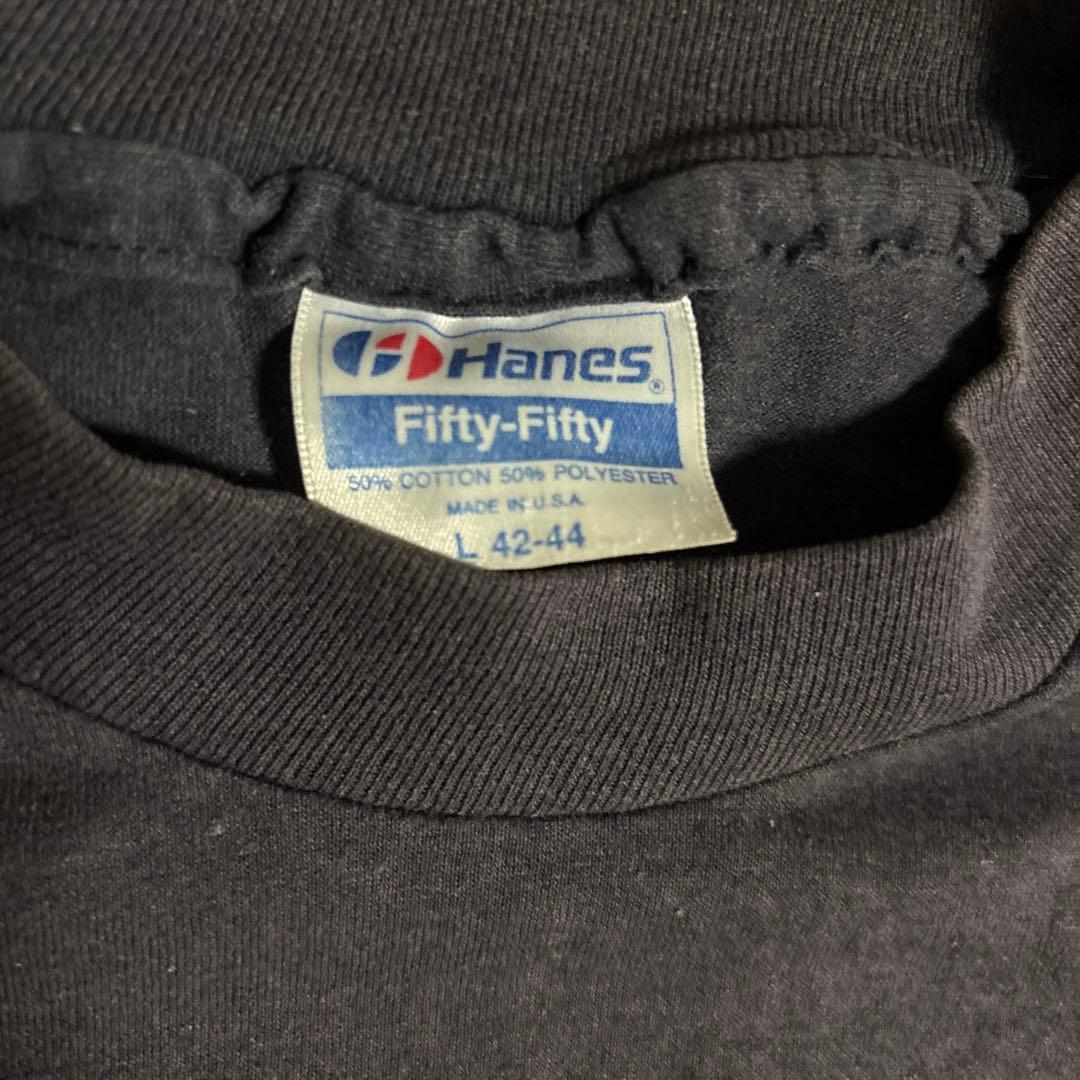 Hanes®
Fifty-Fifty
50% COTTON 50% POLYESTER
MADE IN U.S.A.
L 42-44